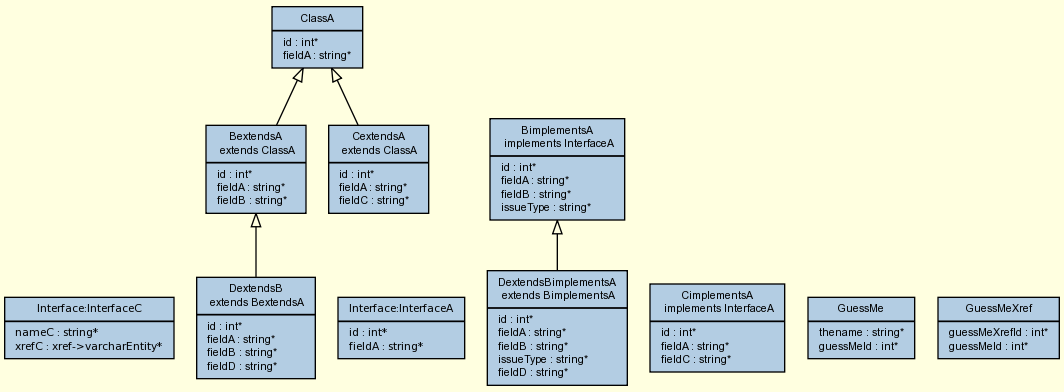 ClassA
id : int*
fieldA : string*
BextendsA
extends ClassA
id : int*
fieldA : string*
fieldB : string*
CextendsA
extends ClassA
id : int*
fieldA : string*
fieldC : string*
BimplementsA
implements InterfaceA
id : int*
fieldA : string*
fieldB : string*
issueType : string*
Interface:InterfaceC
nameC : string*
xrefC : xref->varcharEntity*
DextendsB
extends BextendsA
id : int*
fieldA : string*
fieldB : string*
fieldD : string*
Interface:InterfaceA
id : int*
fieldA : string*
DextendsBimplementsA
extends BimplementsA
id : int*
fieldA : string*
fieldB : string*
issueType : string*
fieldD : string*
CimplementsA
implements InterfaceA
id : int*
fieldA : string*
fieldC : string*
GuessMe
thename : string*
guessMeId : int*
GuessMeXref
guessMeXrefId : int*
guessMeId : int*